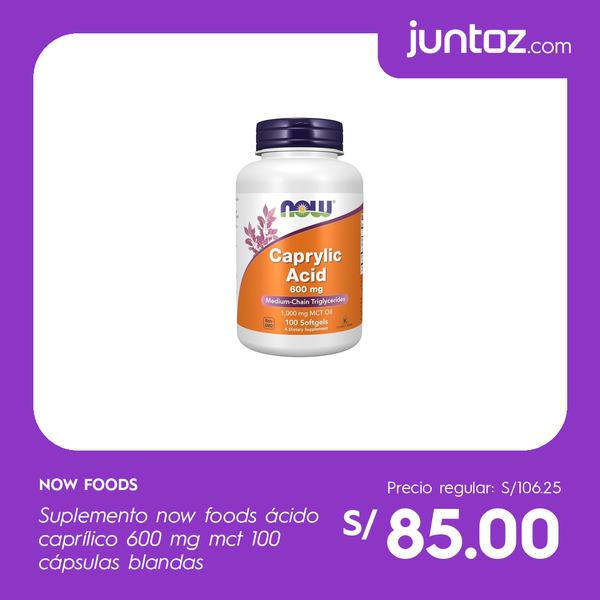 juntoz.com
NOW
Caprylic
Acid
600 mg
Medium-Chain Triglycerides
1,000 mg MCT Oil
100 Softgels
A Dietary Supplement
NOW FOODS
Suplemento now foods ácido
caprílico 600 mg mct 100
cápsulas blandas
Precio regular: S/106.25
S/ 85.00